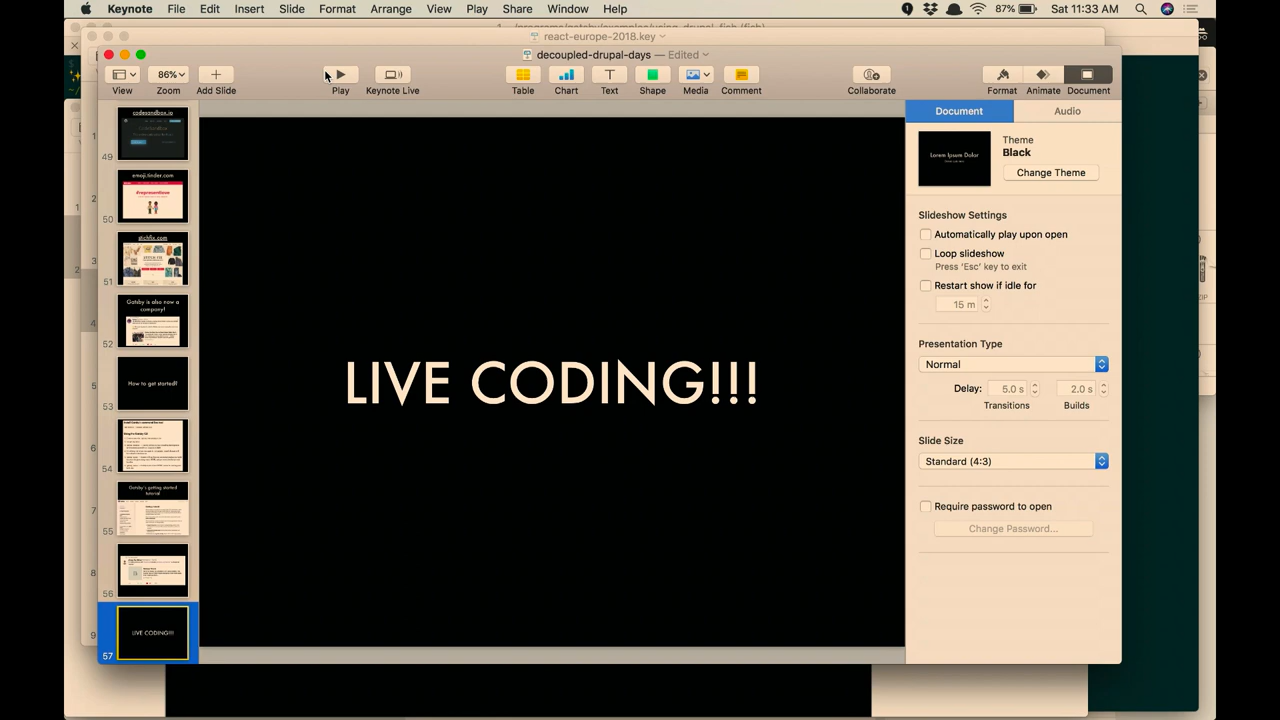 Keynote File Edit Insert Slide Format Arrange View Play Share Window Help 87% Sat 11:33 AM
react-europe-2018.key
decoupled-drupal-days — Edited
86%
View Zoom Add Slide Play Keynote Live Table Chart Text Shape Media Comment Collaborate Format Animate Document
codesandbox.io
49
emoji.tinder.com
#representlove
50
stichfix.com
51
Gatsby is also now a
company!
52
How to get started?
53
54
Gatsby's getting started
tutorial
55
56
LIVE CODING!!!
57
LIVE CODING!!!
Document Audio
Lorem Ipsum Dolor
Theme
Black
Change Theme
Slideshow Settings
Automatically play upon open
Loop slideshow
Press 'Esc' key to exit
Restart show if idle for
15 m
Presentation Type
Normal
Delay: 5.0 s 2.0 s
Transitions Builds
Slide Size
Standard (4:3)
Require password to open
Change Password...